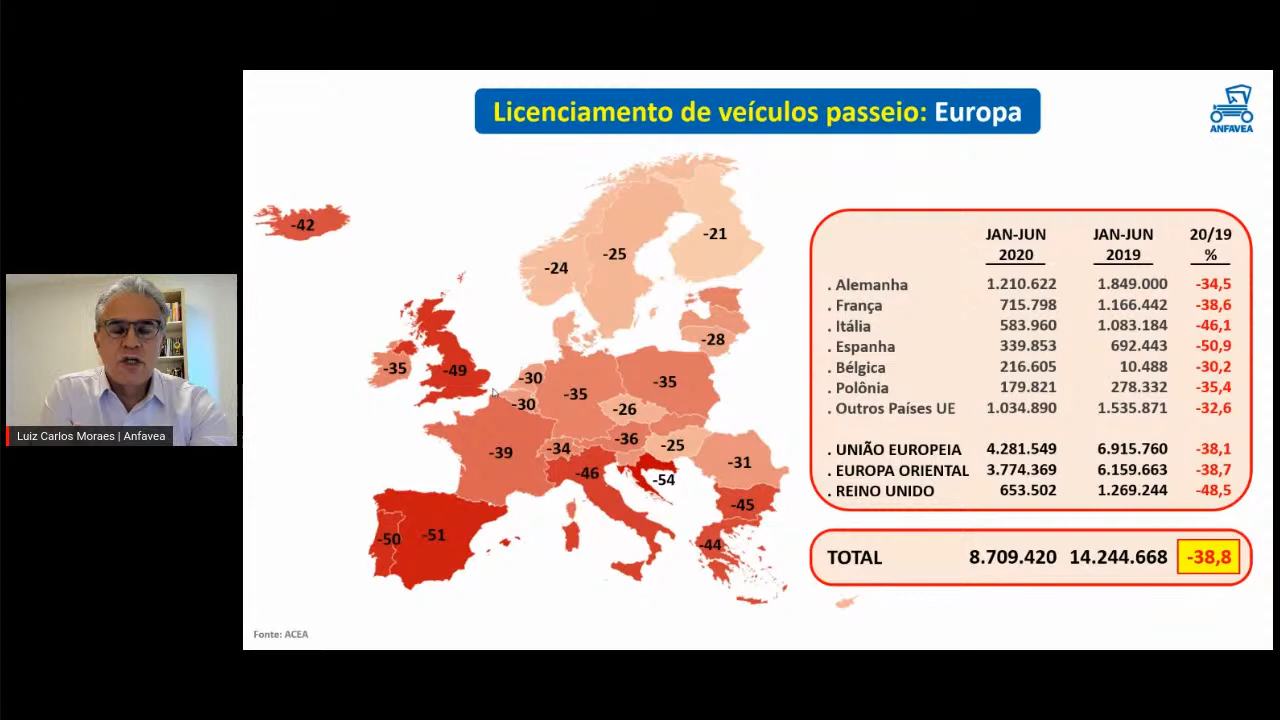 Licenciamento de veículos passeio: Europa
ANFAVEA
-42
-21
-25
-24
-28
-35
-49
-30
-35
-35
-30
-26
-36
-25
-34
-39
-31
-46
-54
-45
-50
-51
-44
JAN-JUN JAN-JUN 20/19
2020 2019 %
. Alemanha 1.210.622 1.849.000 -34,5
. França 715.798 1.166.442 -38,6
. Itália 583.960 1.083.184 -46,1
. Espanha 339.853 692.443 -50,9
. Bélgica 216.605 10.488 -30,2
. Polônia 179.821 278.332 -35,4
. Outros Países UE 1.034.890 1.535.871 -32,6
. UNIÃO EUROPEIA 4.281.549 6.915.760 -38,1
. EUROPA ORIENTAL 3.774.369 6.159.663 -38,7
. REINO UNIDO 653.502 1.269.244 -48,5
TOTAL 8.709.420 14.244.668 -38,8
Fonte: ACEA
Luiz Carlos Moraes | Anfavea